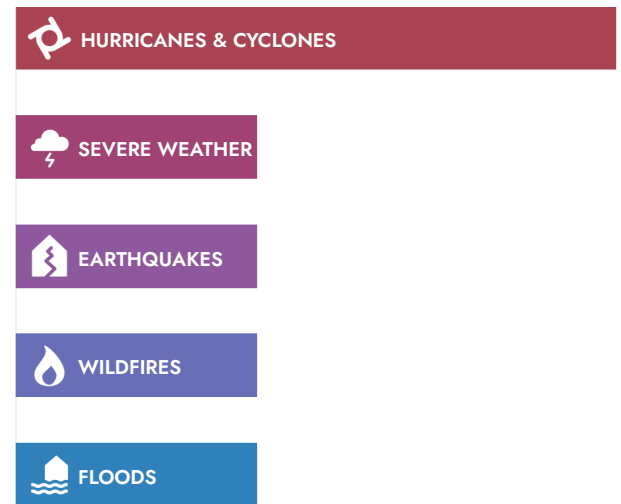 HURRICANES & CYCLONES
SEVERE WEATHER
EARTHQUAKES
WILDFIRES
FLOODS